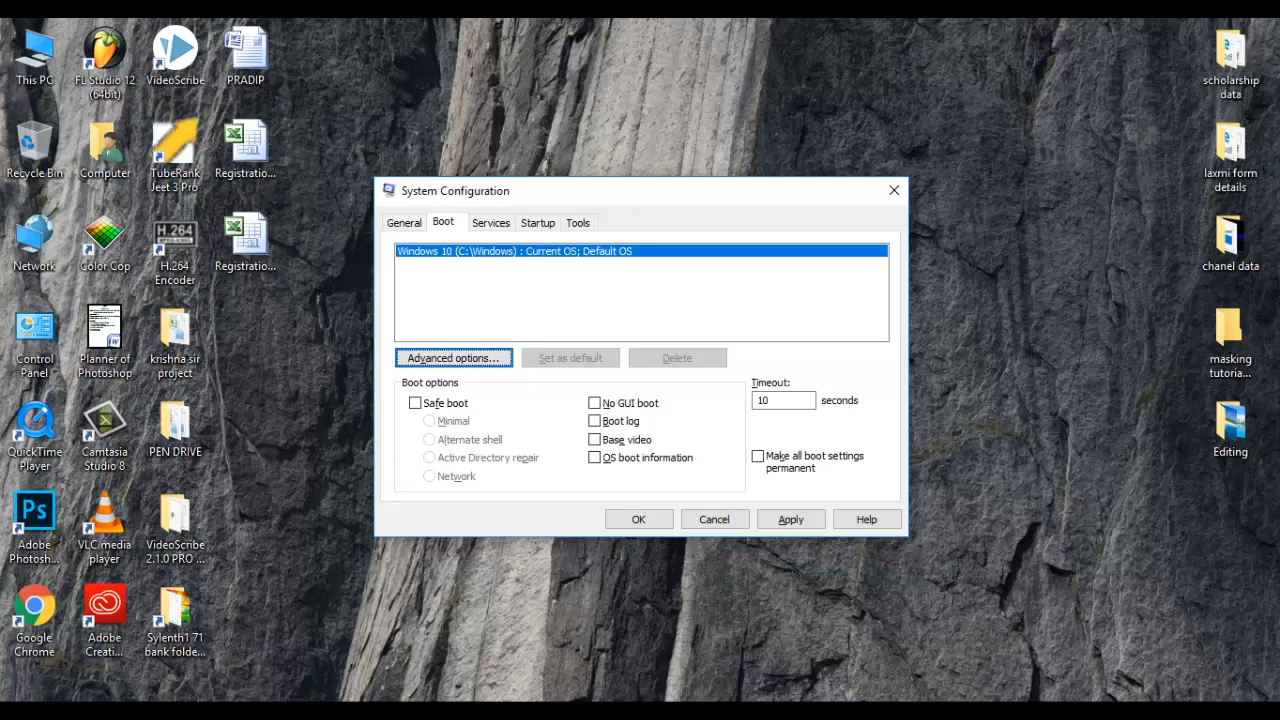 This PC
FL Studio 12
(64bit)
VideoScribe
PRADIP
Recycle Bin
Computer
TubeRank
Jeet 3 Pro
Registratio...
Network
Color Cop
H.264
H.264
Encoder
Registratio...
Control
Panel
Planner of
Photoshop
krishna sir
project
QuickTime
Player
Camtasia
Studio 8
PEN DRIVE
Ps
Adobe
Photosh...
VLC media
player
VideoScribe
2.1.0 PRO ...
Google
Chrome
Adobe
Creati...
Sylenth1 71
bank folde...
System Configuration
General
Boot
Services
Startup
Tools
Windows 10 (C:\Windows) : Current OS; Default OS
Advanced options...
Set as default
Delete
Boot options
Safe boot
Minimal
Alternate shell
Active Directory repair
Network
No GUI boot
Boot log
Base video
OS boot information
Timeout:
10 seconds
Make all boot settings
permanent
OK
Cancel
Apply
Help
scholarship
data
laxmi form
details
chanel data
masking
tutoria...
Editing